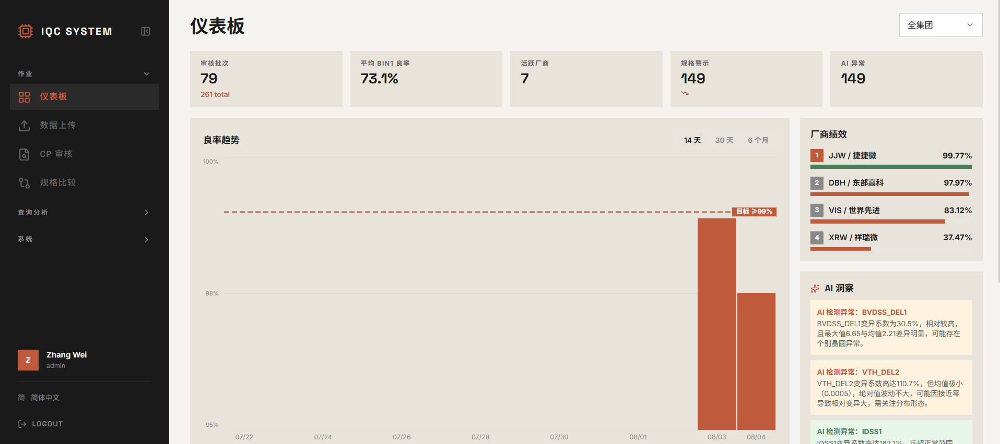 IQC SYSTEM
作业
仪表板
数据上传
CP 审核
规格比较
查询分析
系统
Z
Zhang Wei
admin
简 简体中文
LOGOUT
仪表板
全集团
审核批次
79
261 total
平均 BIN1 良率
73.1%
活跃厂商
7
规格警示
149
AI 异常
149
良率趋势
14 天 30 天 6 个月
100%
目标 ≥99%
98%
95%
07/22 07/24 07/26 07/28 07/30 08/01 08/03 08/04
厂商绩效
1 JJW / 捷捷微 99.77%
2 DBH / 东部高科 97.97%
3 VIS / 世界先进 83.12%
4 XRW / 祥瑞微 37.47%
AI 洞察
AI 检测异常：BVDSS_DEL1
BVDSS_DEL1变异系数为30.5%，相对较高，
且最大值6.65与均值2.21差异明显，可能存在
个别晶圆异常。
AI 检测异常：VTH_DEL2
VTH_DEL2变异系数高达110.7%，但均值极小
（0.0005），绝对值波动不大，可能因接近零
导致相对变异大，需关注分布形态。
AI 检测异常：IDSS1
IDSS1变异系数高达182.1%，远超正常范围，